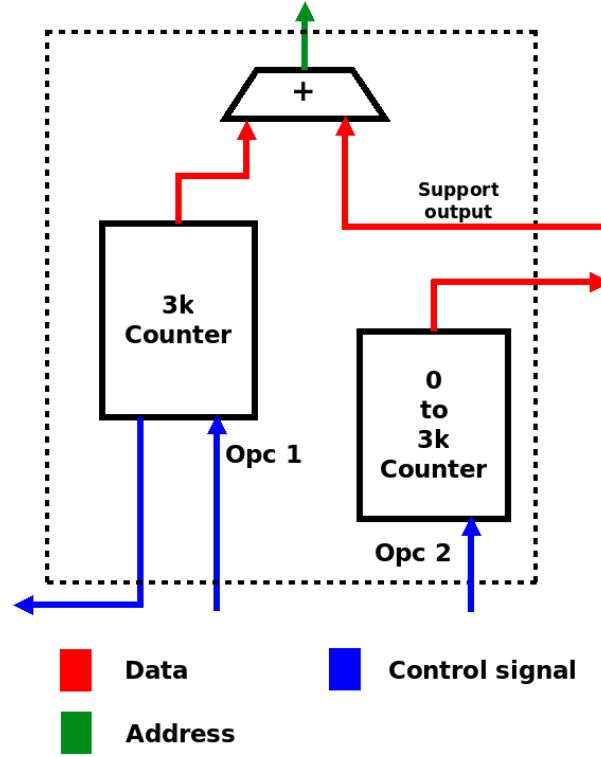 +
Support
output
3k
Counter
0
to
3k
Counter
Opc 1
Opc 2
Data
Control signal
Address